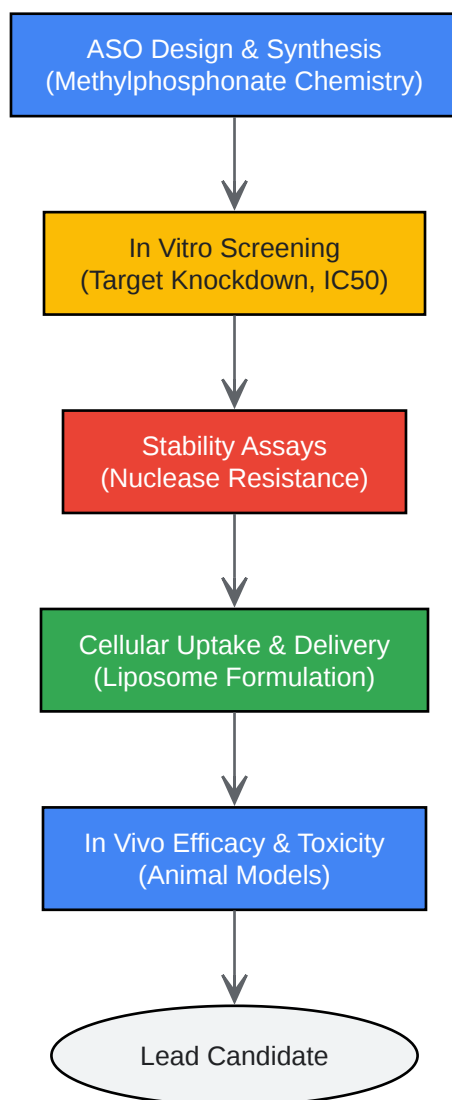 ASO Design & Synthesis
(Methylphosphonate Chemistry)
In Vitro Screening
(Target Knockdown, IC50)
Stability Assays
(Nuclease Resistance)
Cellular Uptake & Delivery
(Liposome Formulation)
In Vivo Efficacy & Toxicity
(Animal Models)
Lead Candidate